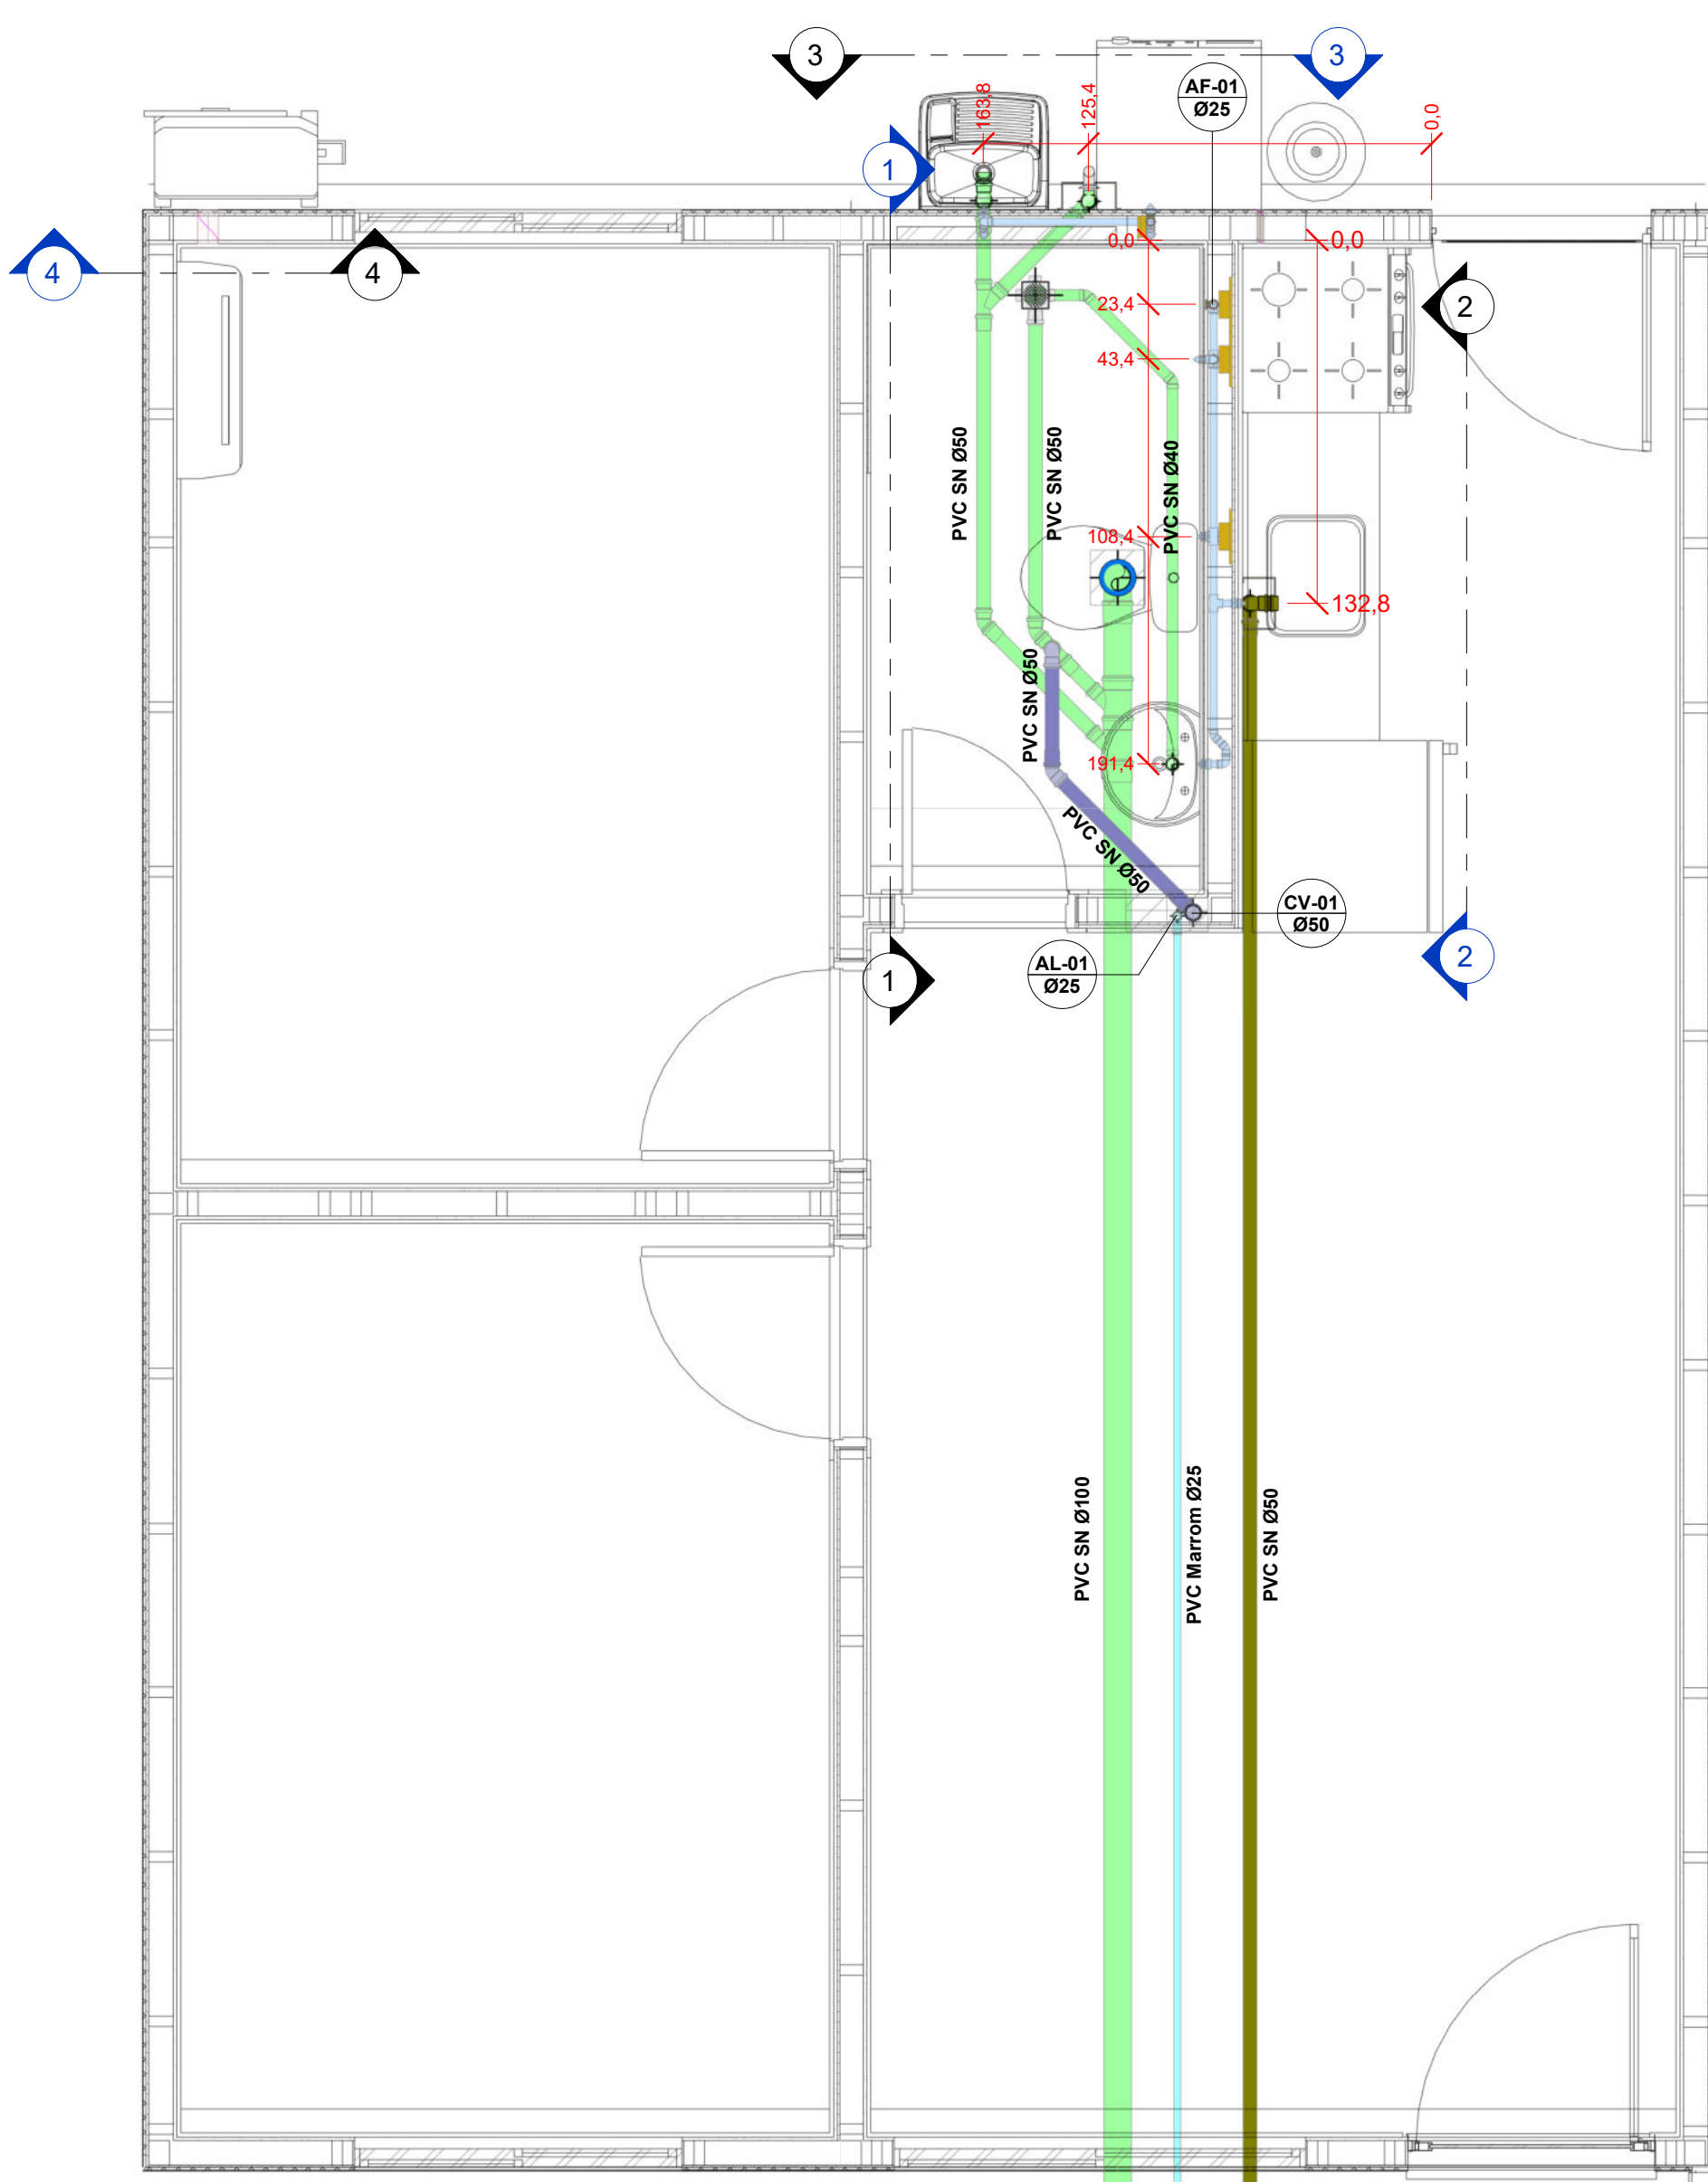 3
3
AF-01
Ø25
163,8
125,4
0,0
1
4
4
0,0
0,0
2
23,4
43,4
PVC SN Ø50
PVC SN Ø50
PVC SN Ø40
108,4
132,8
PVC SN Ø50
191,4
PVC SN Ø50
CV-01
Ø50
AL-01
Ø25
1
2
PVC SN Ø100
PVC Marrom Ø25
PVC SN Ø50